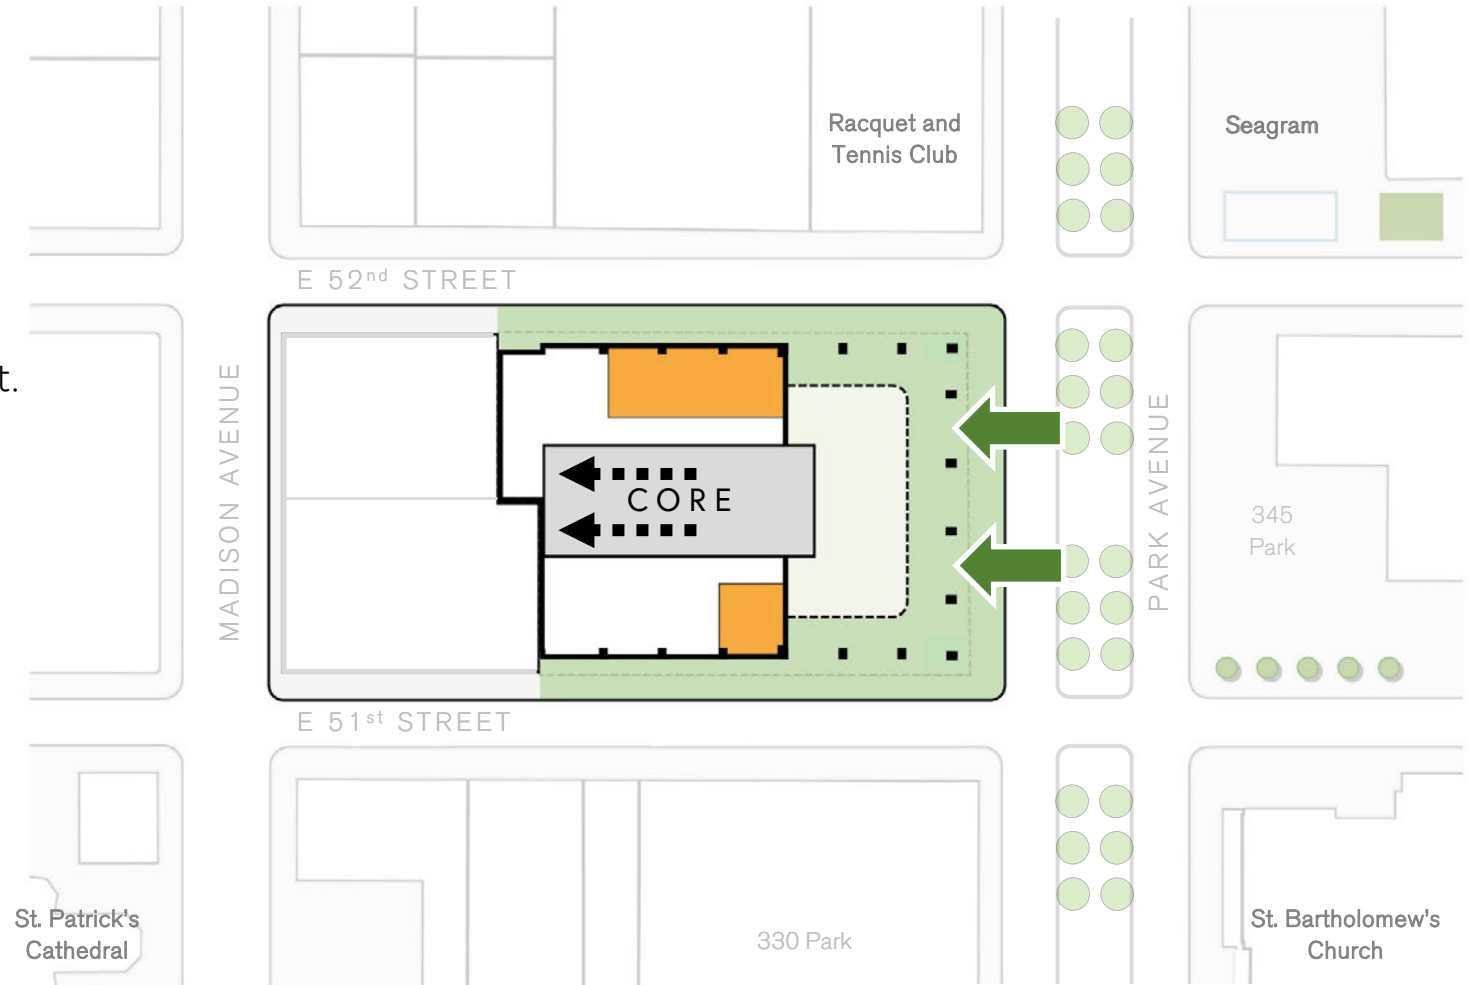 Racquet and
Tennis Club
Seagram
E 52nd STREET
t.
MADISON AVENUE
CORE
PARK AVENUE
345
Park
E 51st STREET
St. Patrick's
Cathedral
330 Park
St. Bartholomew's
Church